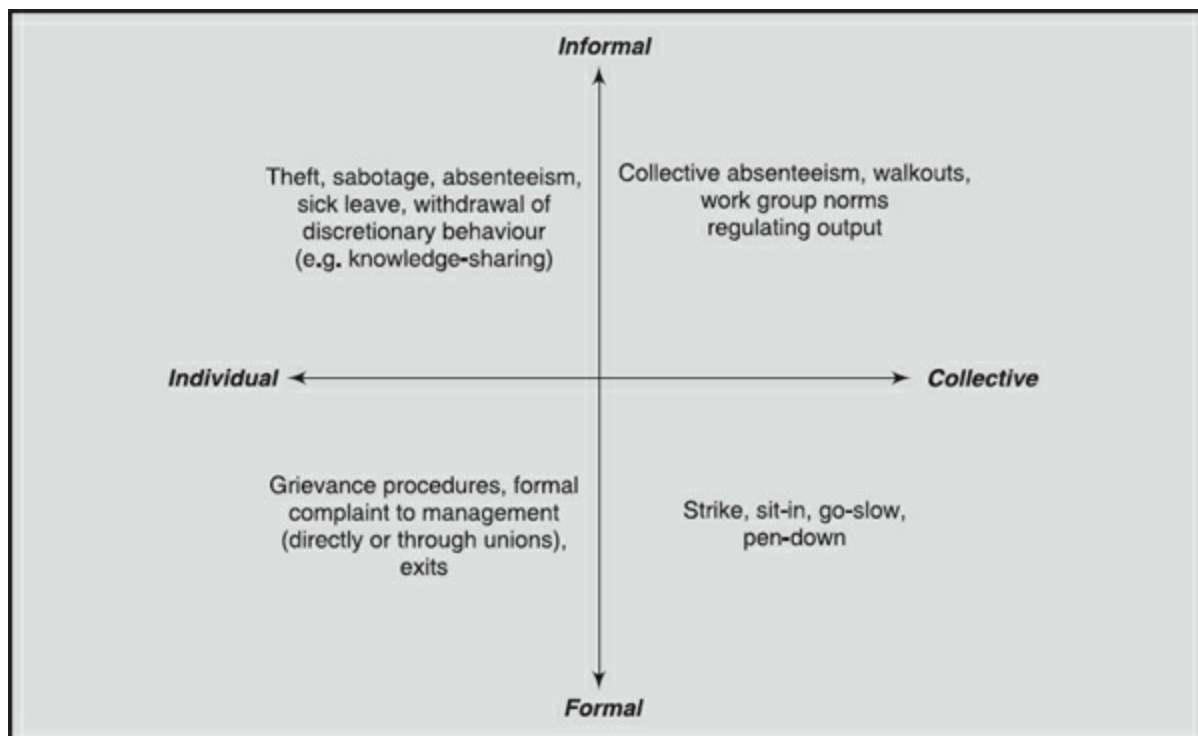 Informal
Theft, sabotage, absenteeism,
sick leave, withdrawal of
discretionary behaviour
(e.g. knowledge-sharing)
Collective absenteeism, walkouts,
work group norms
regulating output
Individual
Collective
Grievance procedures, formal
complaint to management
(directly or through unions),
exits
Strike, sit-in, go-slow,
pen-down
Formal